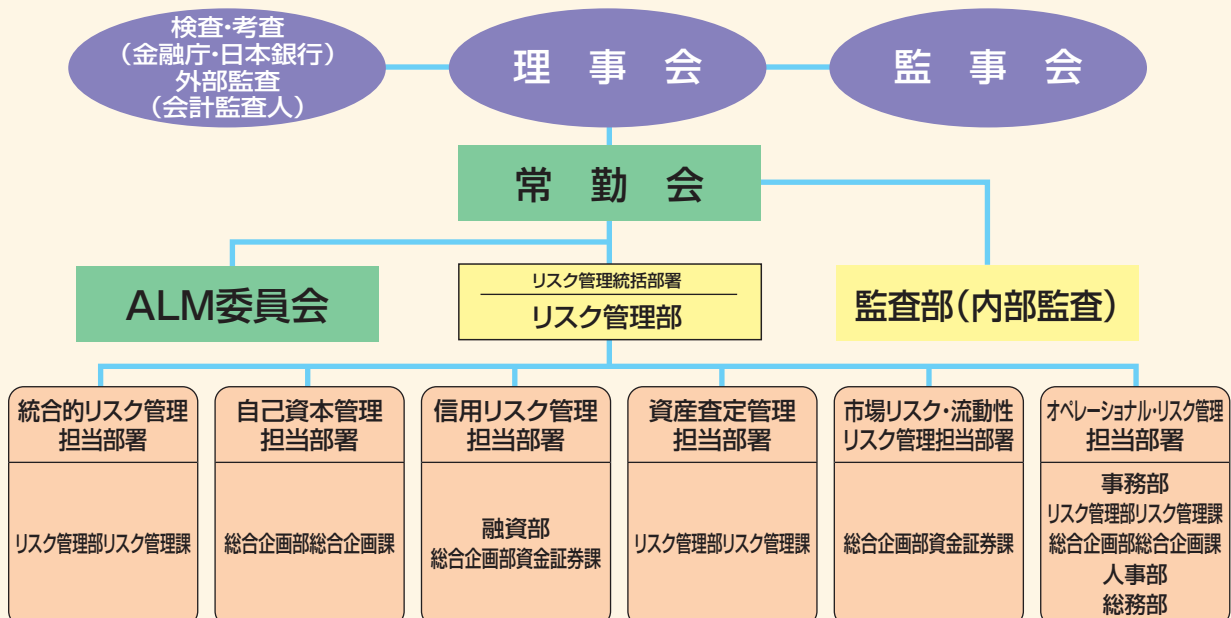 検査・考査
(金融庁・日本銀行)
外部監査
(会計監査人)
理事会
監事会
常勤会
ALM委員会
リスク管理統括部署
リスク管理部
監査部(内部監査)
統合的リスク管理
担当部署
リスク管理部リスク管理課
自己資本管理
担当部署
総合企画部総合企画課
信用リスク管理
担当部署
融資部
総合企画部資金証券課
資産査定管理
担当部署
リスク管理部リスク管理課
市場リスク・流動性
リスク管理担当部署
総合企画部資金証券課
オペレーショナル・リスク管理
担当部署
事務部
リスク管理部リスク管理課
総合企画部総合企画課
人事部
総務部